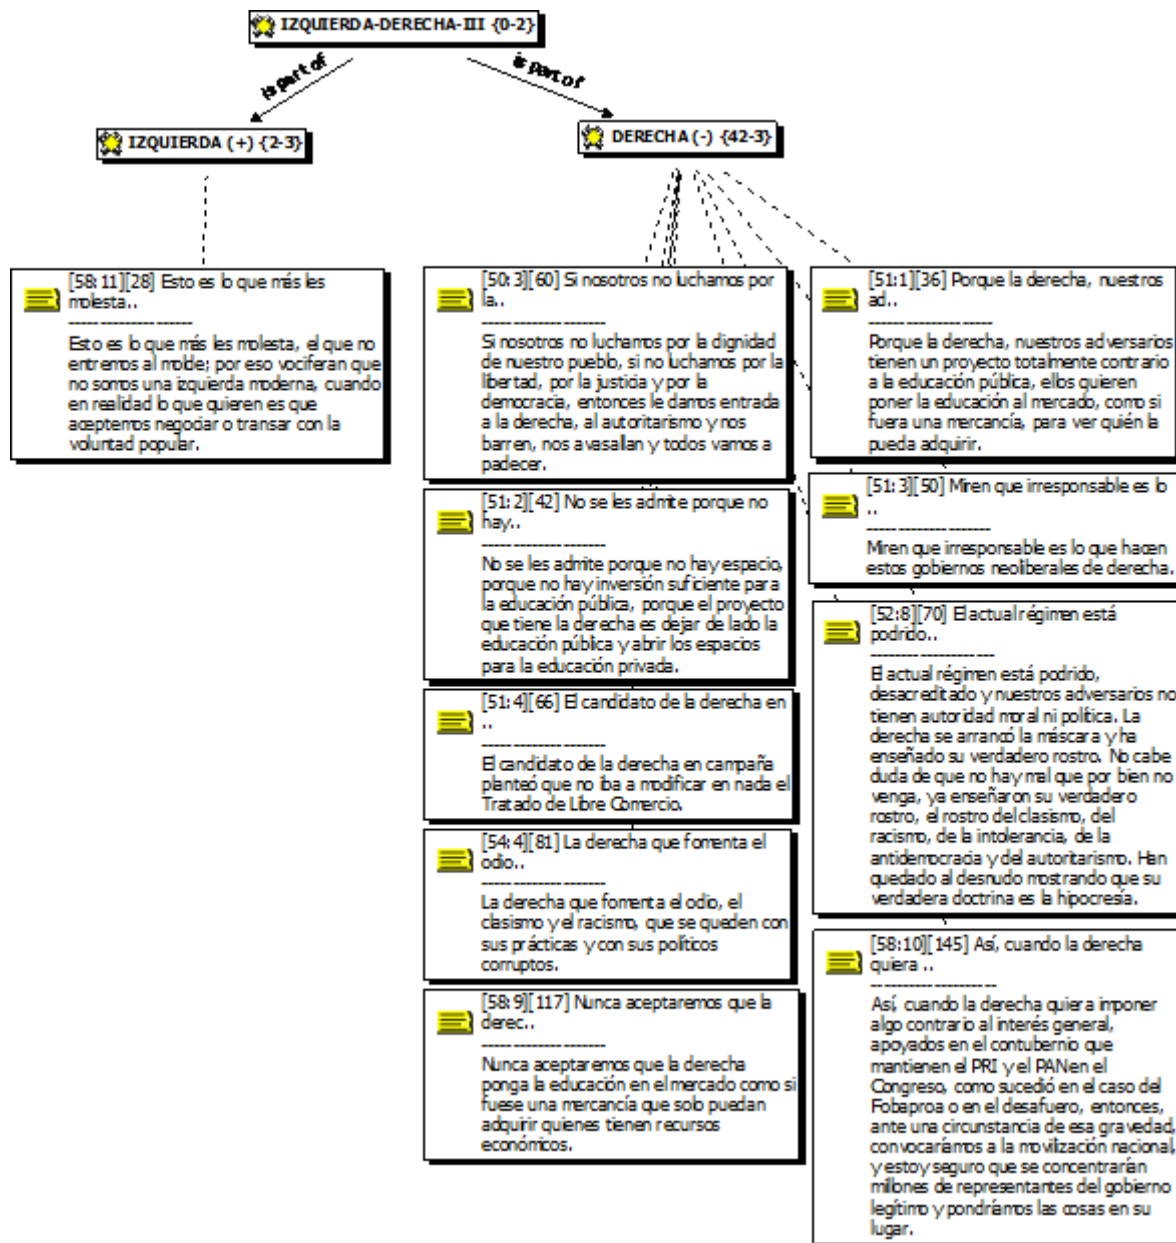 IZQUIERDA-DERECHA-III {0-2}
is part of
is part of
IZQUIERDA (+) {2-3}
DERECHA (-) {42-3}
[58:11][28] Esto es lo que más les
molesta..
--------------------
Esto es lo que más les molesta, el que no
entremos al molde; por eso vociferan que
no somos una izquierda moderna, cuando
en realidad lo que quieren es que
aceptemos negociar o transar con la
voluntad popular.
[50:3][60] Si nosotros no luchamos por
la..
--------------------
Si nosotros no luchamos por la dignidad
de nuestro pueblo, si no luchamos por la
libertad, por la justicia y por la
democracia, entonces le damos entrada
a la derecha, al autoritarismo y nos
barren, nos avasallan y todos vamos a
padecer.
[51:2][42] No se les admite porque no
hay..
--------------------
No se les admite porque no hay espacio,
porque no hay inversión suficiente para
la educación pública, porque el proyecto
que tiene la derecha es dejar de lado la
educación pública y abrir los espacios
para la educación privada.
[51:4][66] El candidato de la derecha en
..
--------------------
El candidato de la derecha en campaña
planteó que no iba a modificar en nada el
Tratado de Libre Comercio.
[54:4][81] La derecha que fomenta el
odio..
--------------------
La derecha que fomenta el odio, el
clasismo y el racismo, que se queden con
sus prácticas y con sus políticos
corruptos.
[58:9][117] Nunca aceptaremos que la
derec..
--------------------
Nunca aceptaremos que la derecha
ponga la educación en el mercado como si
fuese una mercancía que solo puedan
adquirir quienes tienen recursos
económicos.
[51:1][36] Porque la derecha, nuestros
ad..
--------------------
Porque la derecha, nuestros adversarios
tienen un proyecto totalmente contrario
a la educación pública, ellos quieren
poner la educación al mercado, como si
fuera una mercancía, para ver quién la
pueda adquirir.
[51:3][50] Miren que irresponsable es lo
..
--------------------
Miren que irresponsable es lo que hacen
estos gobiernos neoliberales de derecha.
[52:8][70] El actual régimen está
podrido..
--------------------
El actual régimen está podrido,
desacreditado y nuestros adversarios no
tienen autoridad moral ni política. La
derecha se arrancó la máscara y ha
enseñado su verdadero rostro. No cabe
duda de que no hay mal que por bien no
venga, ya enseñaron su verdadero
rostro, el rostro del clasismo, del
racismo, de la intolerancia, de la
antidemocracia y del autoritarismo. Han
quedado al desnudo mostrando que su
verdadera doctrina es la hipocresía.
[58:10][145] Así, cuando la derecha
quiera ..
--------------------
Así, cuando la derecha quiera imponer
algo contrario al interés general,
apoyados en el contubernio que
mantienen el PRI y el PAN en el
Congreso, como sucedió en el caso del
Fobaproa o en el desafuero, entonces,
ante una circunstancia de esa gravedad,
convocaríamos a la movilización nacional,
y estoy seguro que se concentrarían
millones de representantes del gobierno
legítimo y pondríamos las cosas en su
lugar.